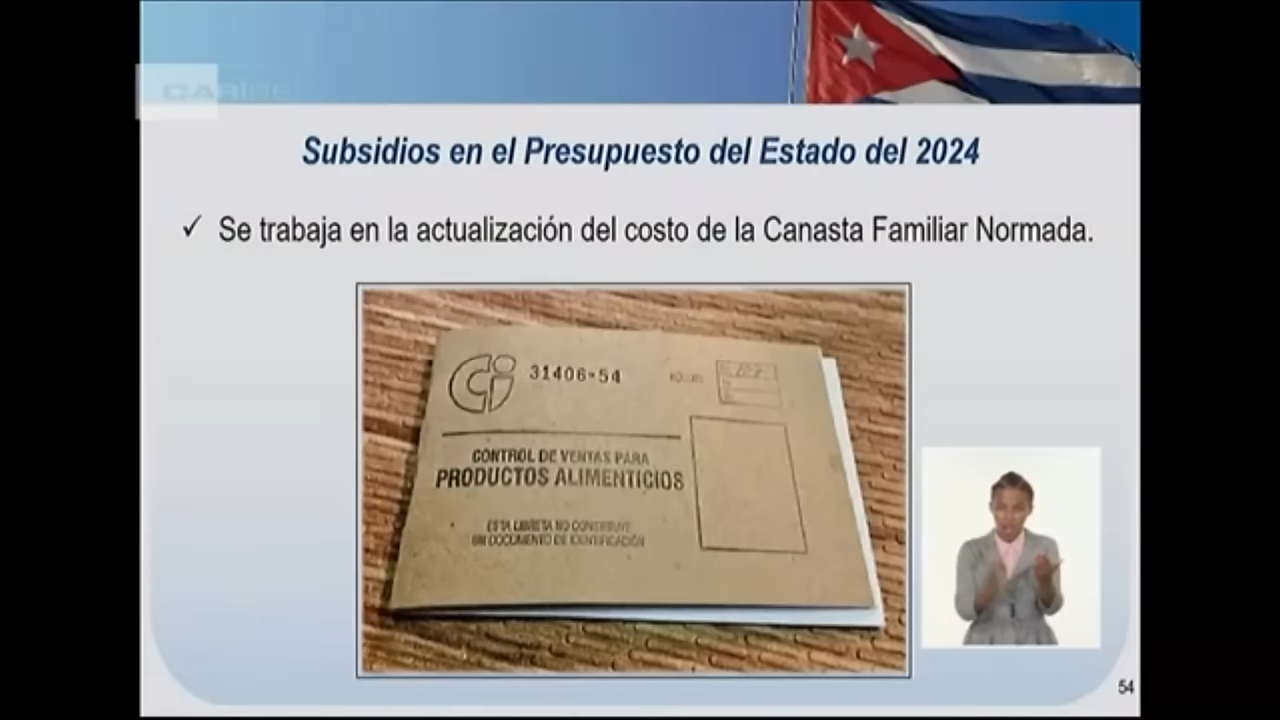 CARIBE
Subsidios en el Presupuesto del Estado del 2024
✓ Se trabaja en la actualización del costo de la Canasta Familiar Normada.
31406-54
CONTROL DE VENTAS PARA
PRODUCTOS ALIMENTICIOS
ESTA LIBRETA NO CONSTITUYE
UN DOCUMENTO DE IDENTIFICACIÓN
54